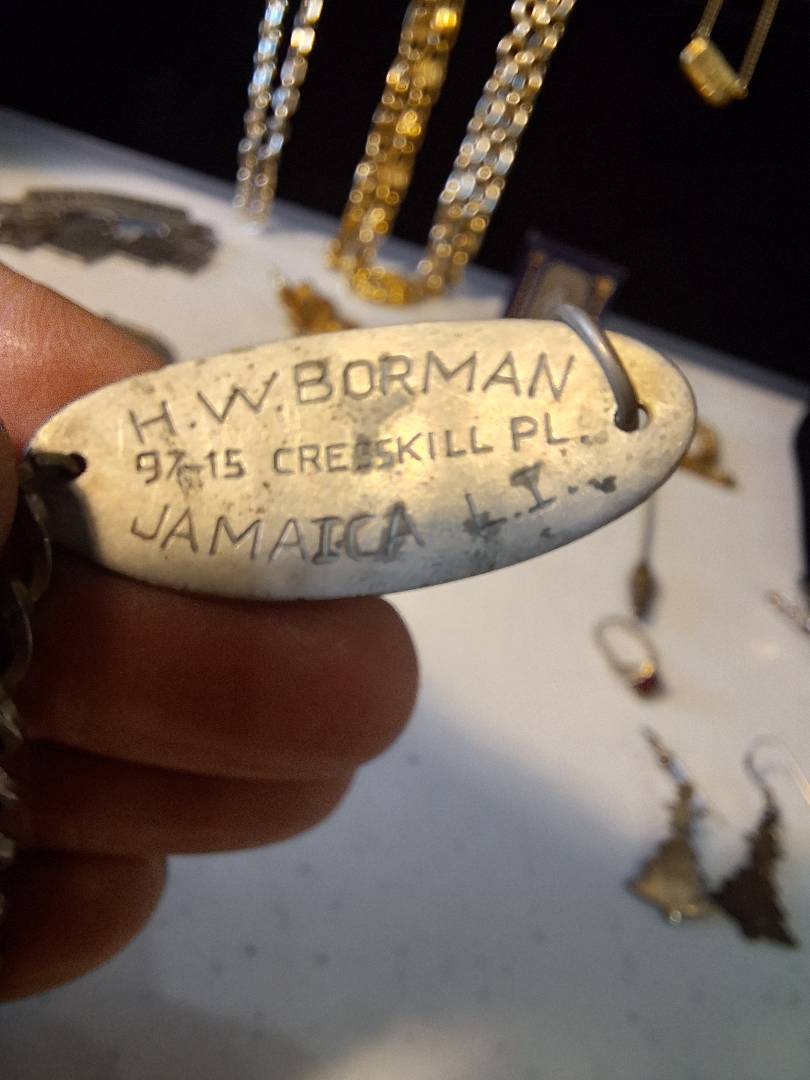 H.W.BORMAN
97-15 CRESSKILL PL.
JAMAICA L.I.